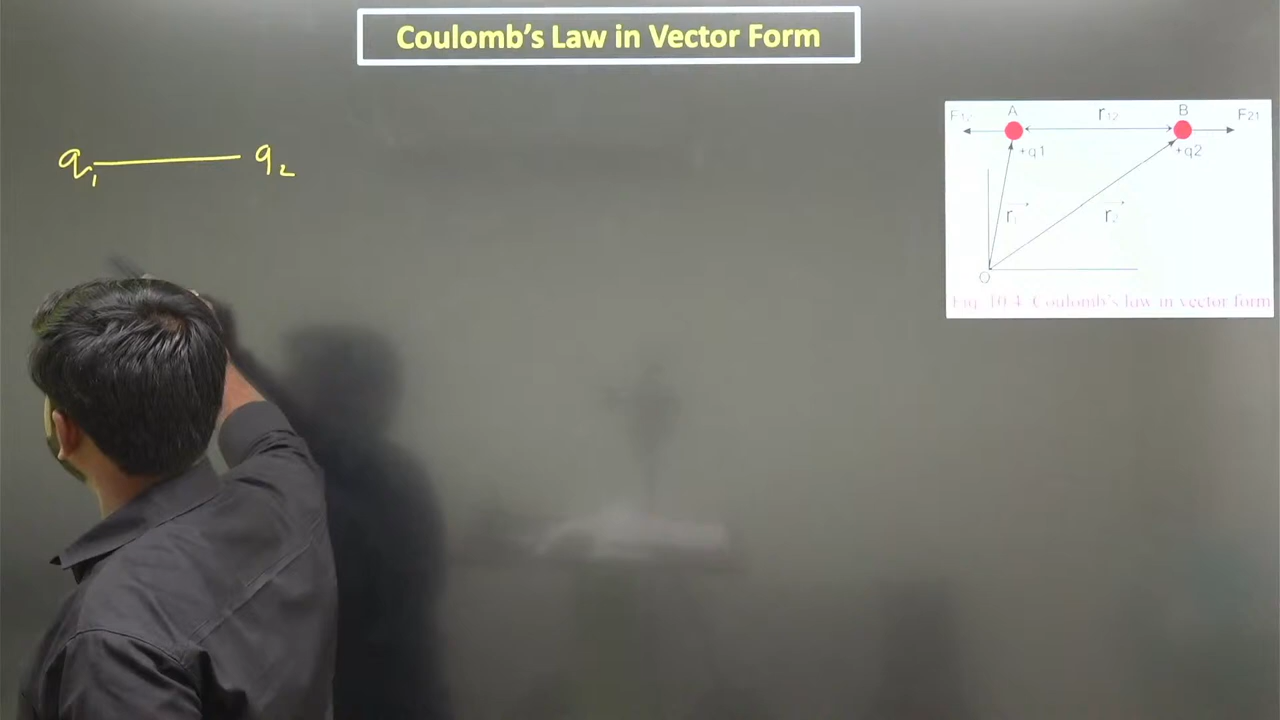 Coulomb's Law in Vector Form
q1 q2
F12 A r12 B F21
+q1 +q2
r1 r2
O
Fig. 10.4 Coulomb's law in vector form